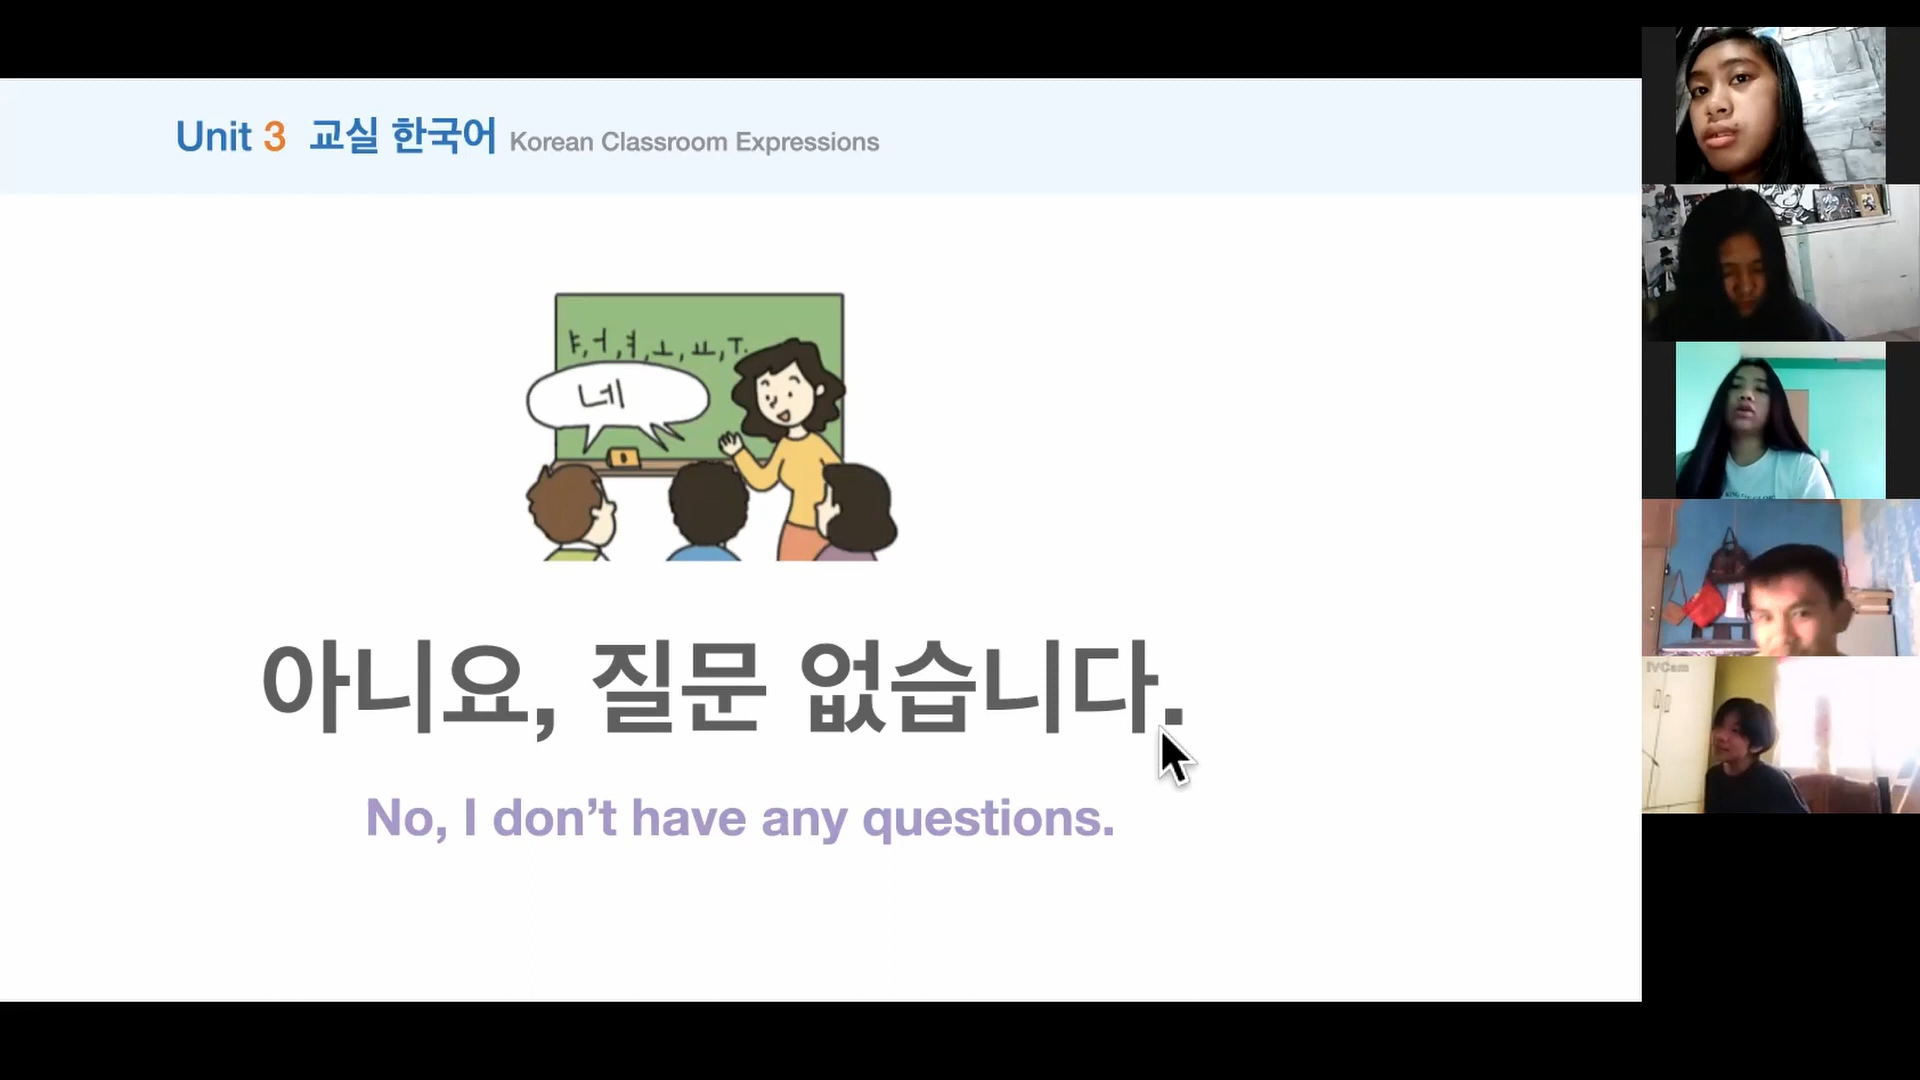 Unit 3 교실 한국어 Korean Classroom Expressions
ㅑ,ㅓ,ㅕ,ㅗ,ㅛ,ㅜ.
네
아니요, 질문 없습니다.
No, I don't have any questions.
iVCam